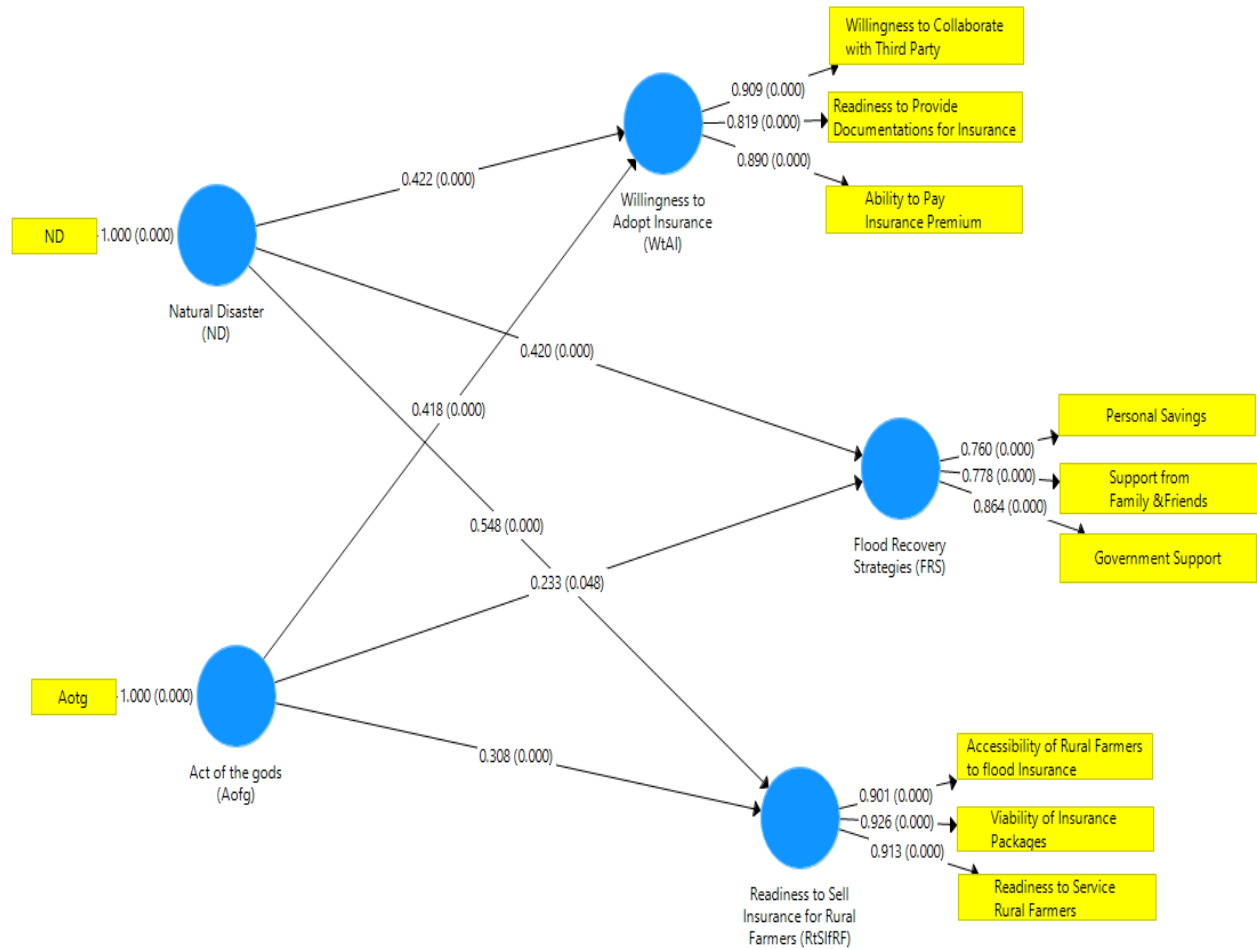 Willingness to Collaborate
with Third Party
0.909 (0.000)
Readiness to Provide
Documentations for Insurance
0.819 (0.000)
0.890 (0.000)
Ability to Pay
Insurance Premium
Willingness to
Adopt Insurance
(WtAI)
0.422 (0.000)
ND
1.000 (0.000)
Natural Disaster
(ND)
0.420 (0.000)
0.418 (0.000)
Personal Savings
0.760 (0.000)
0.778 (0.000)
Support from
Family &Friends
0.864 (0.000)
Government Support
Flood Recovery
Strategies (FRS)
0.548 (0.000)
0.233 (0.048)
Aotg
1.000 (0.000)
Act of the gods
(Aofg)
0.308 (0.000)
Accessibility of Rural Farmers
to flood Insurance
0.901 (0.000)
0.926 (0.000)
Viability of Insurance
Packages
0.913 (0.000)
Readiness to Service
Rural Farmers
Readiness to Sell
Insurance for Rural
Farmers (RtSIfRF)